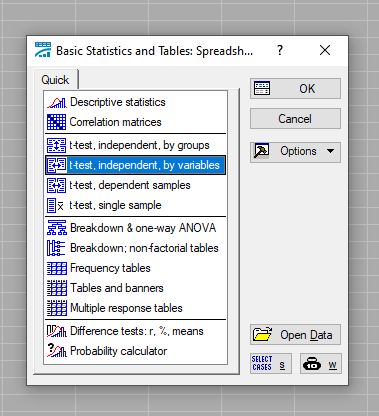 Basic Statistics and Tables: Spreadsh...
?
Quick
Descriptive statistics
Correlation matrices
t-test, independent, by groups
t-test, independent, by variables
t-test, dependent samples
t-test, single sample
Breakdown & one-way ANOVA
Breakdown; non-factorial tables
Frequency tables
Tables and banners
Multiple response tables
Difference tests: r, %, means
Probability calculator
OK
Cancel
Options
Open Data
SELECT CASES S
10 W